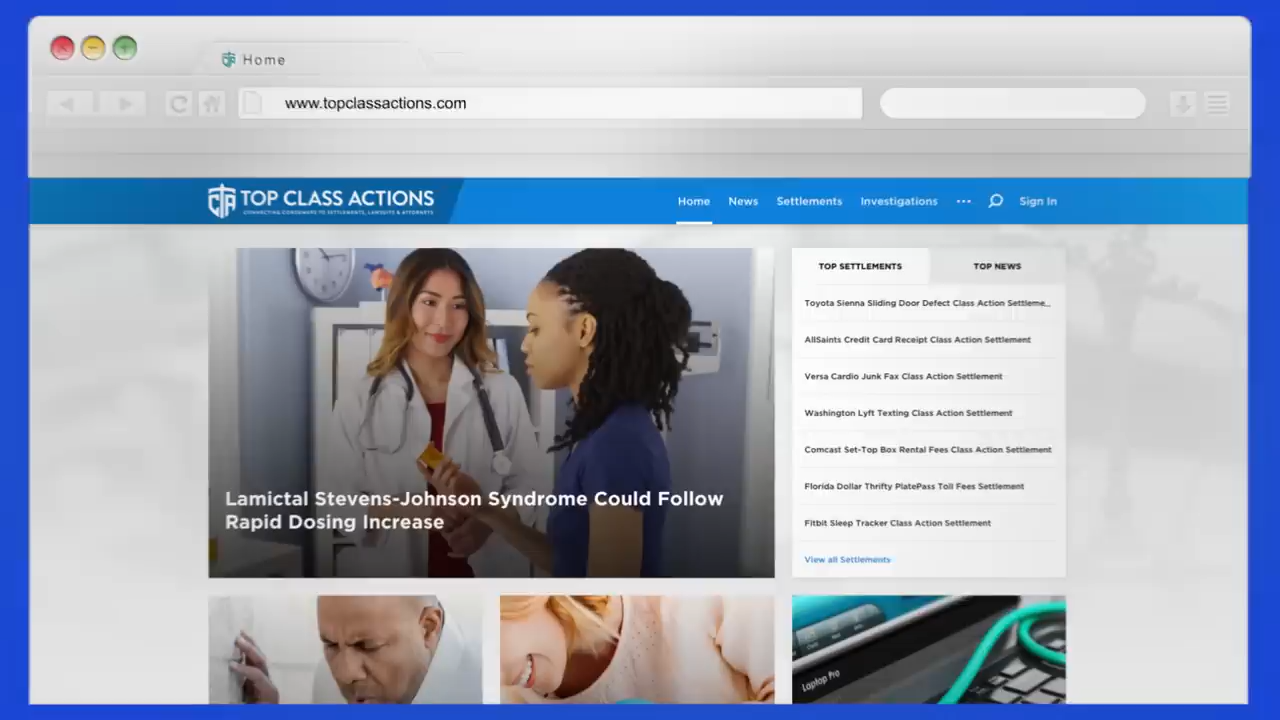 Home
www.topclassactions.com
TOP CLASS ACTIONS
CONNECTING CONSUMERS TO SETTLEMENTS, LAWSUITS & ATTORNEYS
Home News Settlements Investigations ... Sign In
TOP SETTLEMENTS TOP NEWS
Toyota Sienna Sliding Door Defect Class Action Settleme...
AllSaints Credit Card Receipt Class Action Settlement
Versa Cardio Junk Fax Class Action Settlement
Washington Lyft Texting Class Action Settlement
Comcast Set-Top Box Rental Fees Class Action Settlement
Florida Dollar Thrifty PlatePass Toll Fees Settlement
Fitbit Sleep Tracker Class Action Settlement
View all Settlements
Lamictal Stevens-Johnson Syndrome Could Follow
Rapid Dosing Increase
Laptop Pro